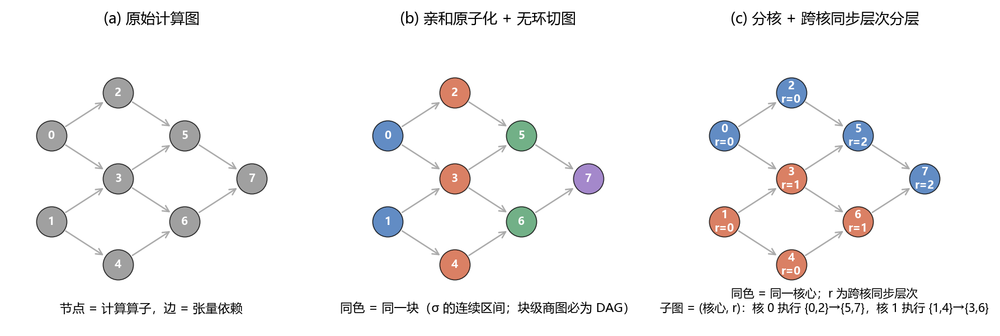 (a) 原始计算图
2
0
5
3
7
1
6
4
节点 = 计算算子，边 = 张量依赖
(b) 亲和原子化 + 无环切图
2
0
5
3
7
1
6
4
同色 = 同一块（σ 的连续区间；块级商图必为 DAG）
(c) 分核 + 跨核同步层次分层
2
r=0
0
r=0
5
r=2
3
r=1
7
r=2
1
r=0
6
r=1
4
r=0
同色 = 同一核心；r 为跨核同步层次
子图 = (核心, r)：核 0 执行 {0,2}→{5,7}，核 1 执行 {1,4}→{3,6}